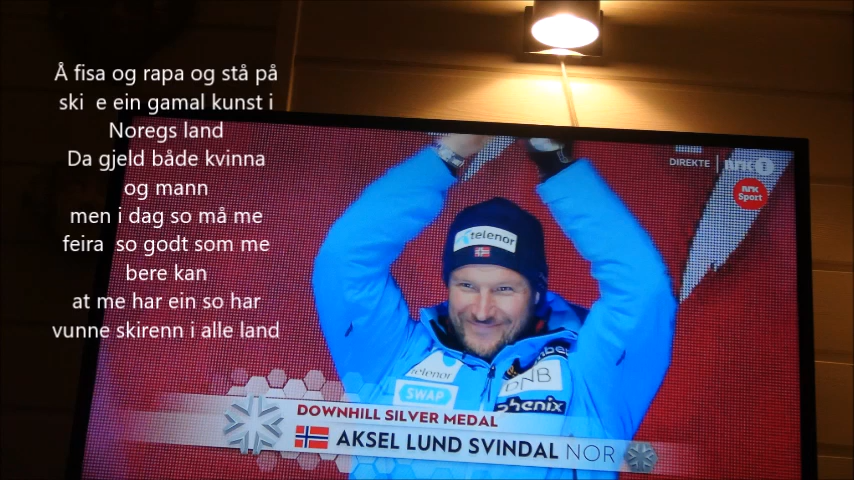 Å fisa og rapa og stå på
ski e ein gamal kunst i
Noregs land
Da gjeld både kvinna
og mann
men i dag so må me
feira so godt som me
bere kan
at me har ein so har
vunne skirenn i alle land
DIREKTE nrk 1
nrk
Sport
telenor
telenor
SWAP
DNB
phenix
DOWNHILL SILVER MEDAL
AKSEL LUND SVINDAL NOR